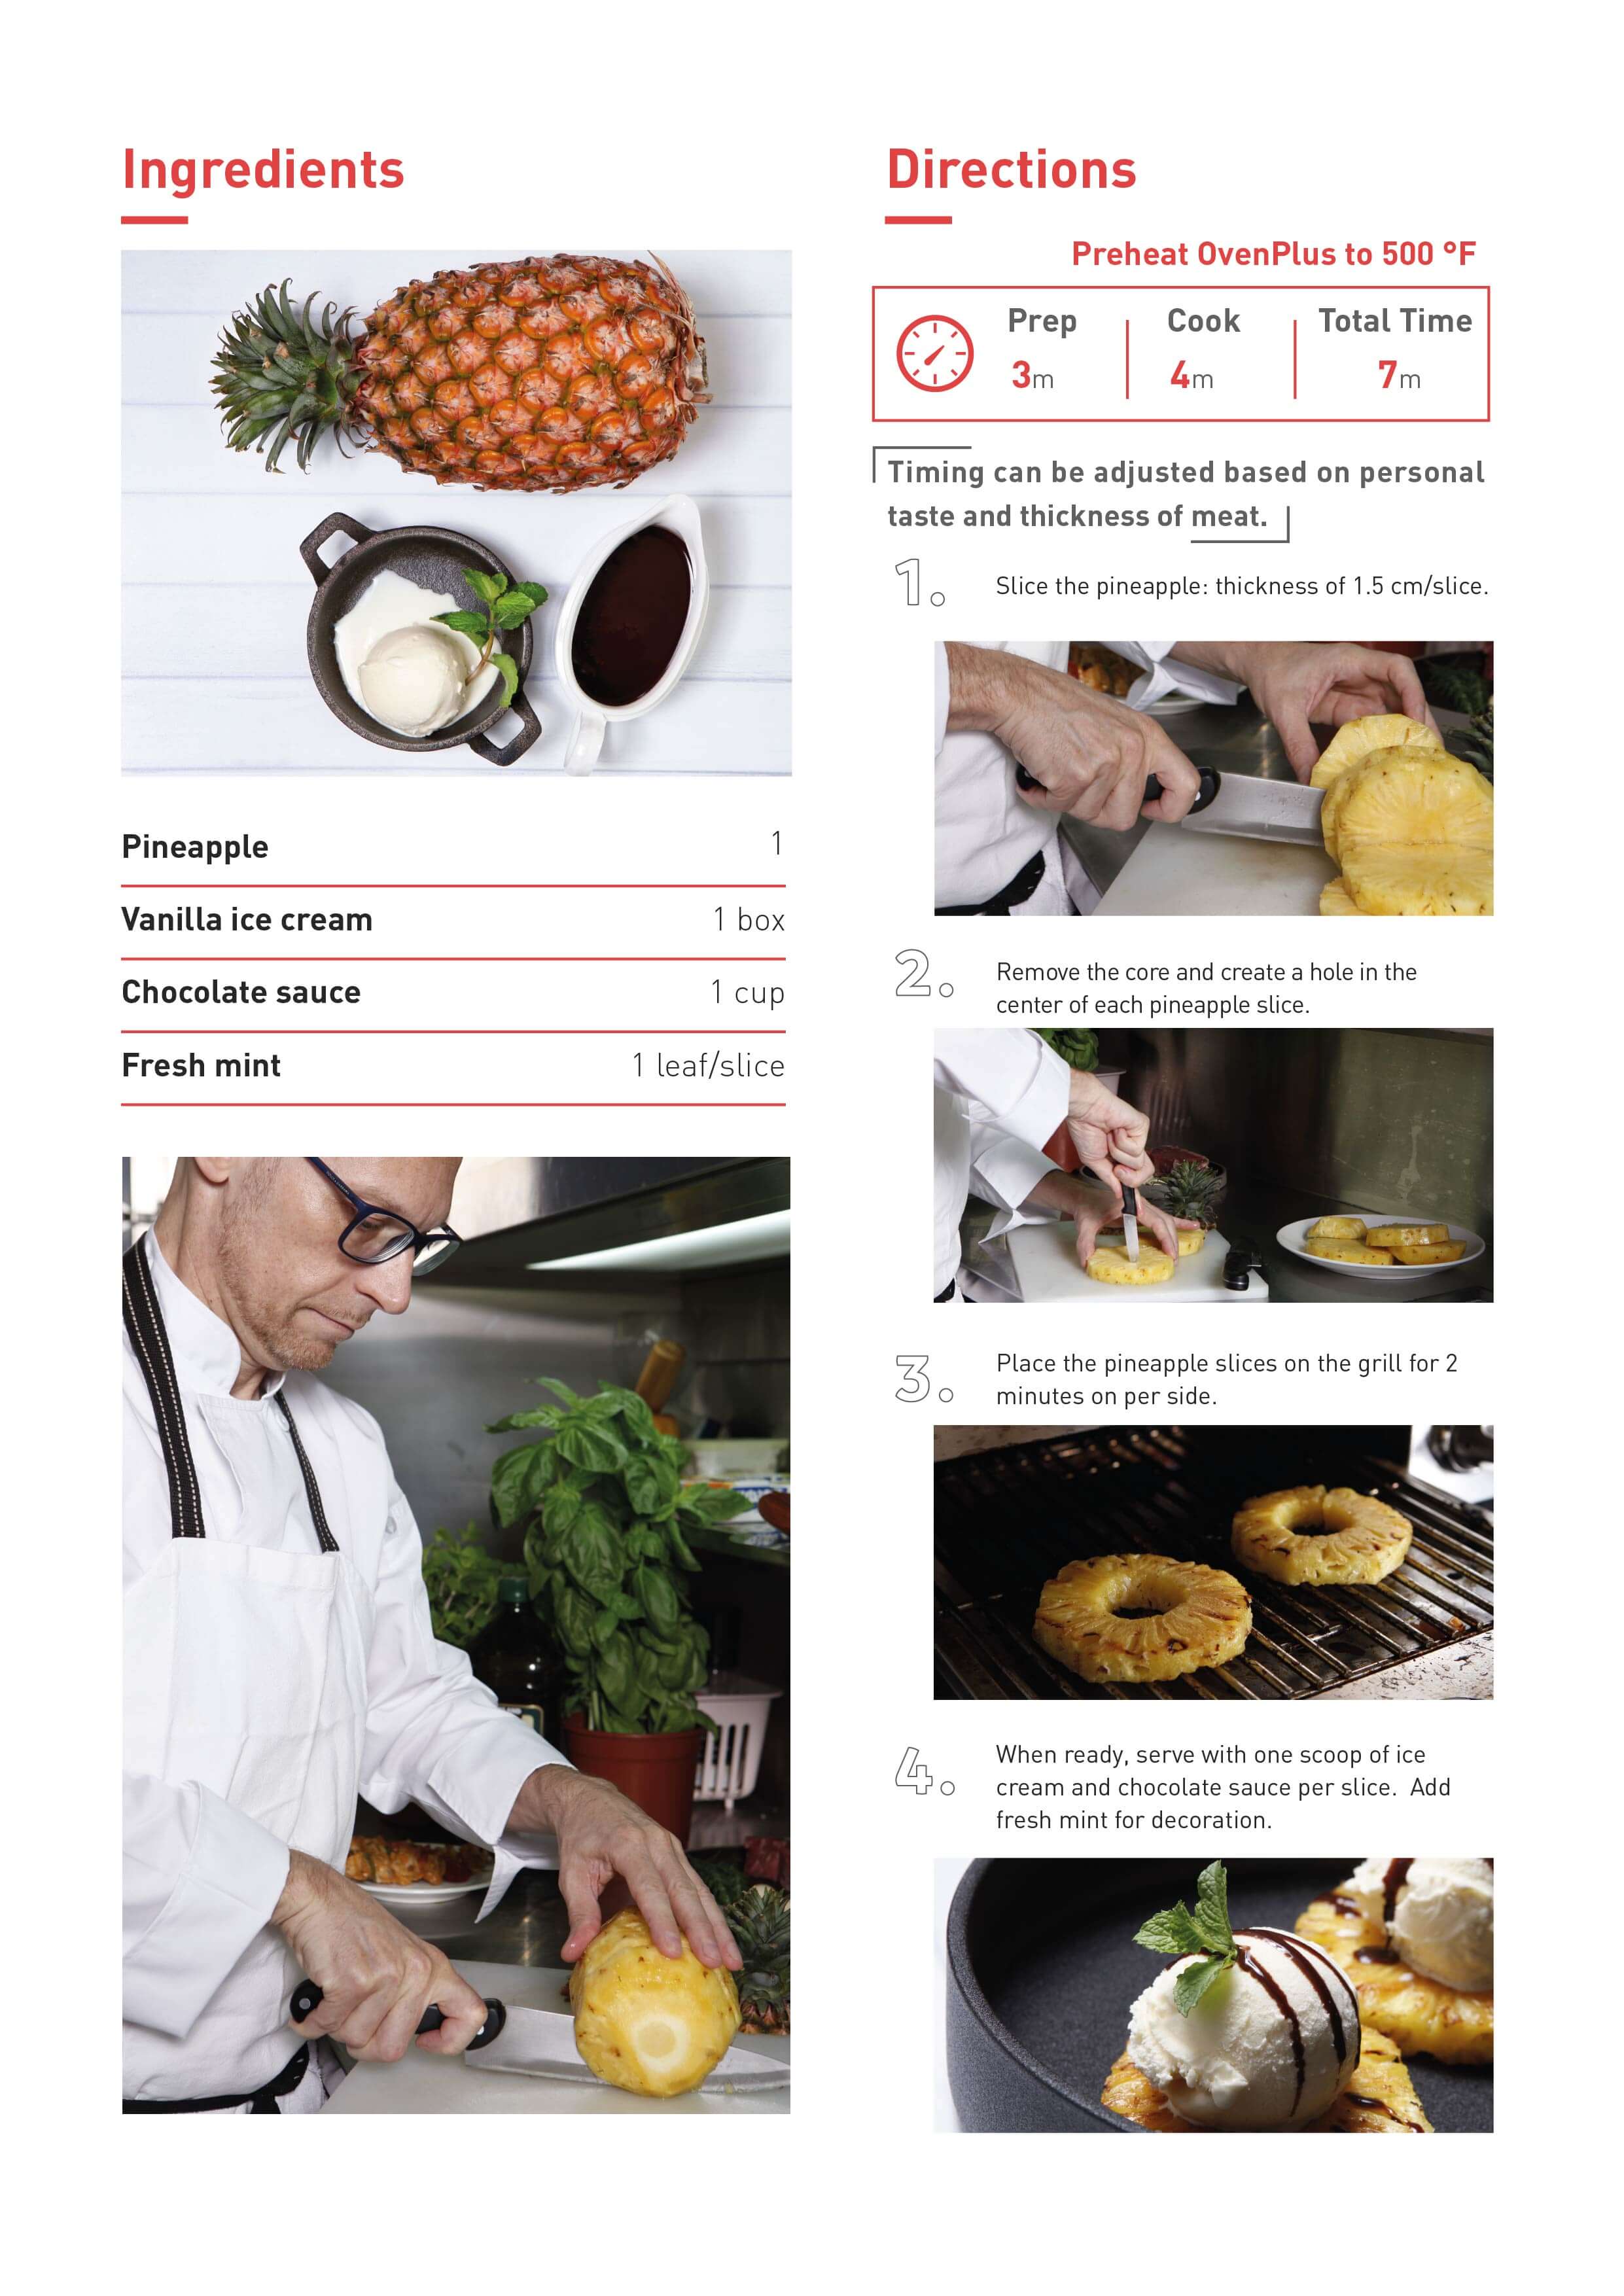 Ingredients
Pineapple 1
Vanilla ice cream 1 box
Chocolate sauce 1 cup
Fresh mint 1 leaf/slice
Directions
Preheat OvenPlus to 500 °F
Prep Cook Total Time
3m 4m 7m
Timing can be adjusted based on personal
taste and thickness of meat.
1. Slice the pineapple: thickness of 1.5 cm/slice.
2. Remove the core and create a hole in the
center of each pineapple slice.
3. Place the pineapple slices on the grill for 2
minutes on per side.
4. When ready, serve with one scoop of ice
cream and chocolate sauce per slice. Add
fresh mint for decoration.